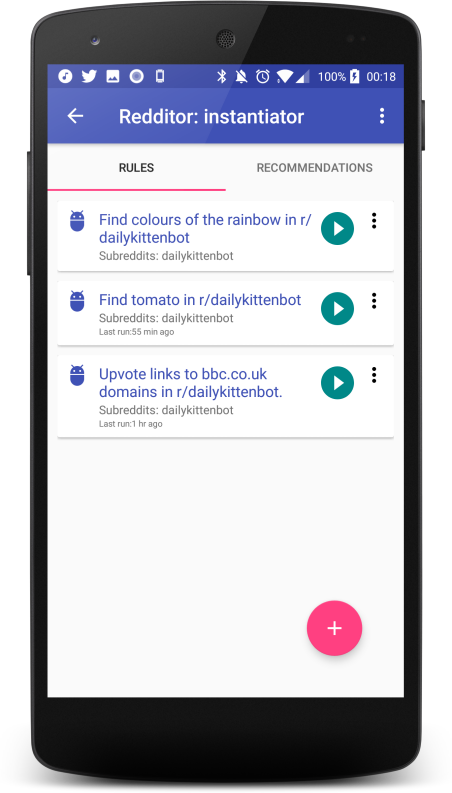 100% 00:18
Redditor: instantiator
RULES RECOMMENDATIONS
Find colours of the rainbow in r/
dailykittenbot
Subreddits: dailykittenbot
Find tomato in r/dailykittenbot
Subreddits: dailykittenbot
Last run:55 min ago
Upvote links to bbc.co.uk
domains in r/dailykittenbot.
Subreddits: dailykittenbot
Last run:1 hr ago